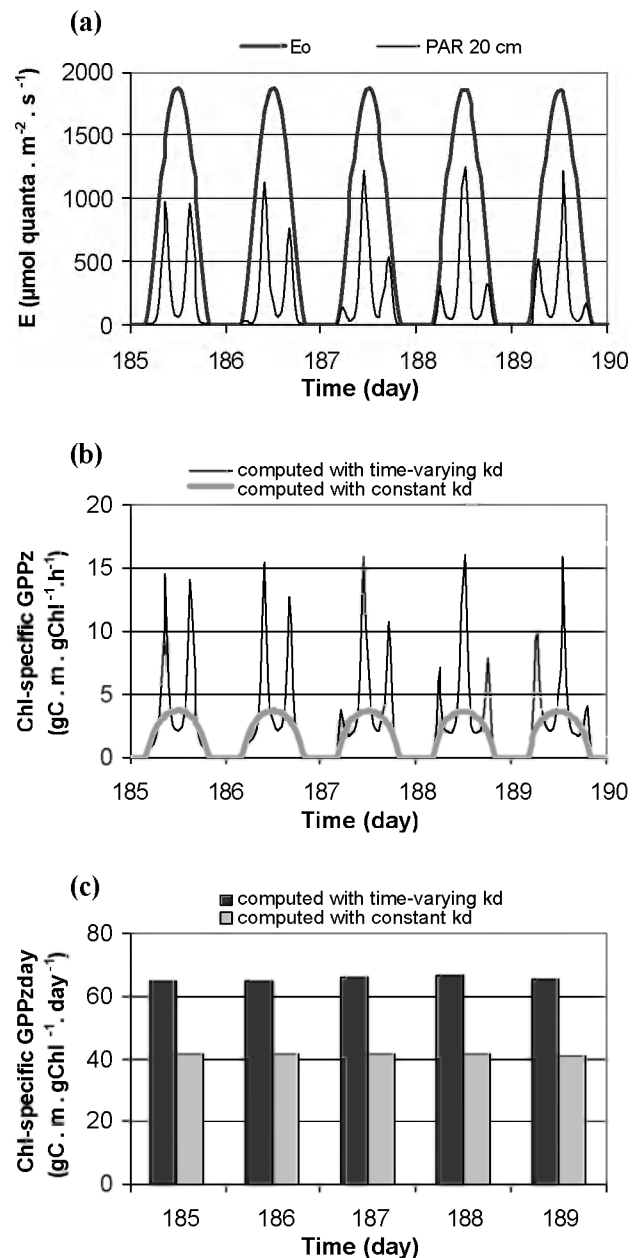 (a)
Eo PAR 20 cm
E (µmol quanta . m⁻² . s⁻¹)
2000
1500
1000
500
0
185 186 187 188 189 190
Time (day)
(b)
computed with time-varying kd
computed with constant kd
Chl-specific GPPz
(gC . m . gChl⁻¹.h⁻¹)
20
15
10
5
0
185 186 187 188 189 190
Time (day)
(c)
computed with time-varying kd
computed with constant kd
Chl-specific GPPzday
(gC . m . gChl⁻¹. day⁻¹)
80
60
40
20
0
185 186 187 188 189
Time (day)